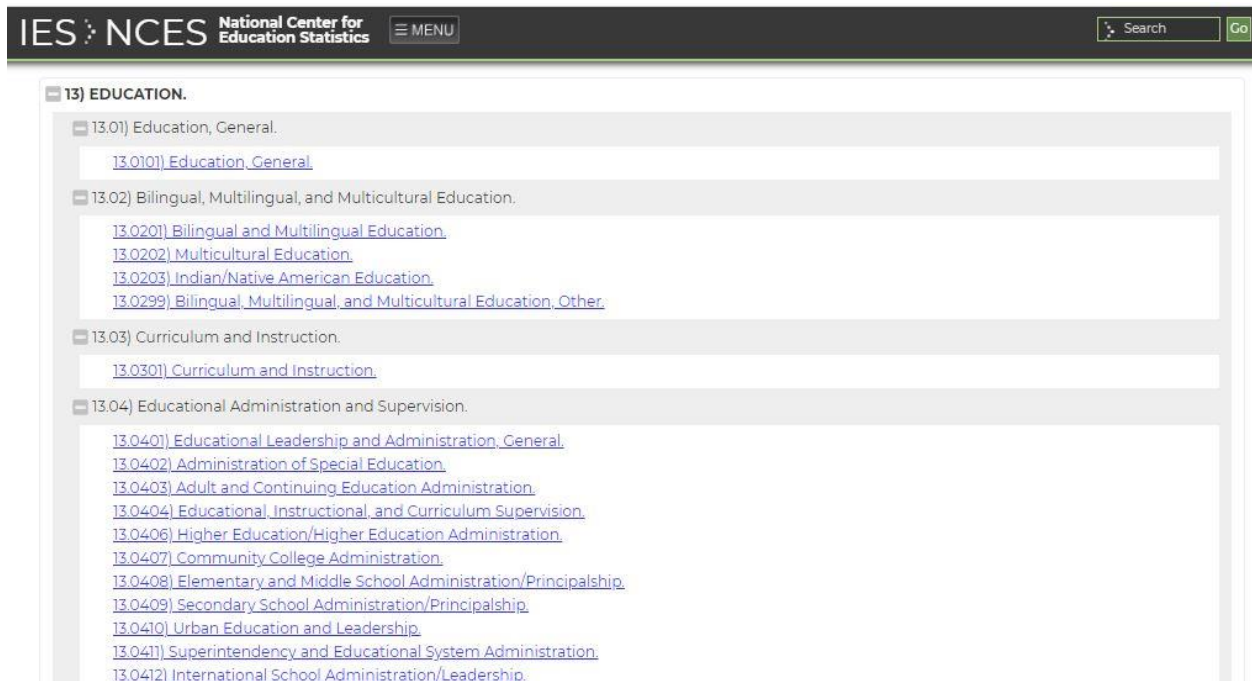 IES NCES National Center for
Education Statistics
MENU
Search
Go
13) EDUCATION.
13.01) Education, General.
13.0101) Education, General.
13.02) Bilingual, Multilingual, and Multicultural Education.
13.0201) Bilingual and Multilingual Education.
13.0202) Multicultural Education.
13.0203) Indian/Native American Education.
13.0299) Bilingual, Multilingual, and Multicultural Education, Other.
13.03) Curriculum and Instruction.
13.0301) Curriculum and Instruction.
13.04) Educational Administration and Supervision.
13.0401) Educational Leadership and Administration, General.
13.0402) Administration of Special Education.
13.0403) Adult and Continuing Education Administration.
13.0404) Educational, Instructional, and Curriculum Supervision.
13.0406) Higher Education/Higher Education Administration.
13.0407) Community College Administration.
13.0408) Elementary and Middle School Administration/Principalship.
13.0409) Secondary School Administration/Principalship.
13.0410) Urban Education and Leadership.
13.0411) Superintendency and Educational System Administration.
13.0412) International School Administration/Leadership.